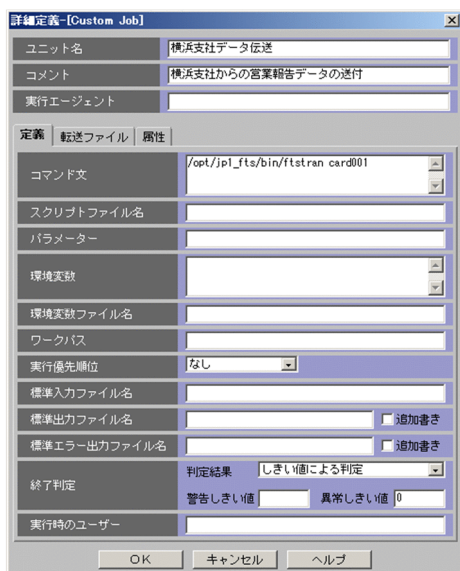 詳細定義-[Custom Job]
ユニット名 横浜支社データ伝送
コメント 横浜支社からの営業報告データの送付
実行エージェント
定義 転送ファイル 属性
コマンド文 /opt/jp1_fts/bin/ftstran card001
スクリプトファイル名
パラメーター
環境変数
環境変数ファイル名
ワークパス
実行優先順位 なし
標準入力ファイル名
標準出力ファイル名 追加書き
標準エラー出力ファイル名 追加書き
終了判定 判定結果 しきい値による判定
警告しきい値 異常しきい値 0
実行時のユーザー
OK キャンセル ヘルプ